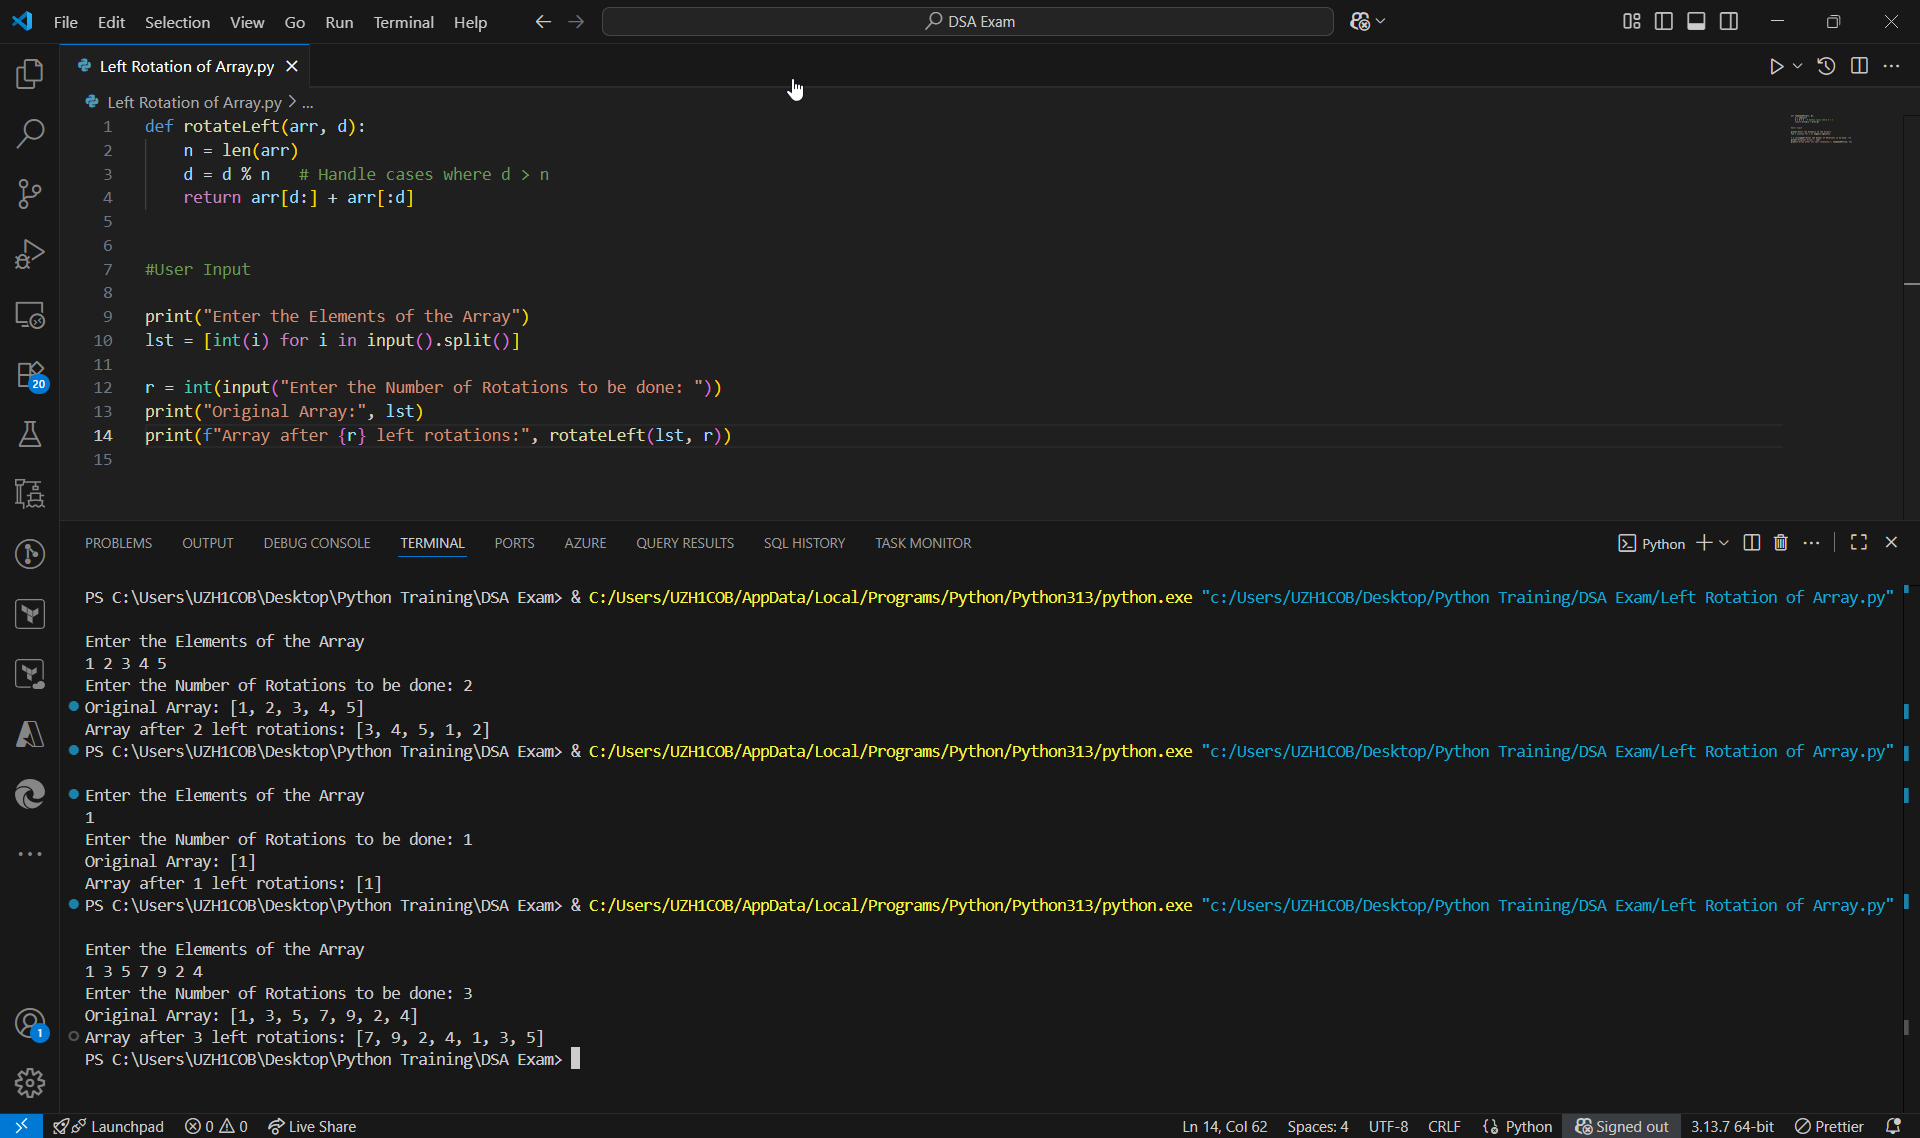 File Edit Selection View Go Run Terminal Help DSA Exam
Left Rotation of Array.py
Left Rotation of Array.py > ...
1 def rotateLeft(arr, d):
2 n = len(arr)
3 d = d % n # Handle cases where d > n
4 return arr[d:] + arr[:d]
5
6
7 #User Input
8
9 print("Enter the Elements of the Array")
10 lst = [int(i) for i in input().split()]
11
12 r = int(input("Enter the Number of Rotations to be done: "))
13 print("Original Array:", lst)
14 print(f"Array after {r} left rotations:", rotateLeft(lst, r))
15
20
PROBLEMS OUTPUT DEBUG CONSOLE TERMINAL PORTS AZURE QUERY RESULTS SQL HISTORY TASK MONITOR Python
PS C:\Users\UZH1COB\Desktop\Python Training\DSA Exam> & C:/Users/UZH1COB/AppData/Local/Programs/Python/Python313/python.exe "c:/Users/UZH1COB/Desktop/Python Training/DSA Exam/Left Rotation of Array.py"
Enter the Elements of the Array
1 2 3 4 5
Enter the Number of Rotations to be done: 2
Original Array: [1, 2, 3, 4, 5]
Array after 2 left rotations: [3, 4, 5, 1, 2]
PS C:\Users\UZH1COB\Desktop\Python Training\DSA Exam> & C:/Users/UZH1COB/AppData/Local/Programs/Python/Python313/python.exe "c:/Users/UZH1COB/Desktop/Python Training/DSA Exam/Left Rotation of Array.py"
Enter the Elements of the Array
1
Enter the Number of Rotations to be done: 1
Original Array: [1]
Array after 1 left rotations: [1]
PS C:\Users\UZH1COB\Desktop\Python Training\DSA Exam> & C:/Users/UZH1COB/AppData/Local/Programs/Python/Python313/python.exe "c:/Users/UZH1COB/Desktop/Python Training/DSA Exam/Left Rotation of Array.py"
Enter the Elements of the Array
1 3 5 7 9 2 4
Enter the Number of Rotations to be done: 3
Original Array: [1, 3, 5, 7, 9, 2, 4]
Array after 3 left rotations: [7, 9, 2, 4, 1, 3, 5]
PS C:\Users\UZH1COB\Desktop\Python Training\DSA Exam>
1
Launchpad 0 0 Live Share Ln 14, Col 62 Spaces: 4 UTF-8 CRLF Python Signed out 3.13.7 64-bit Prettier